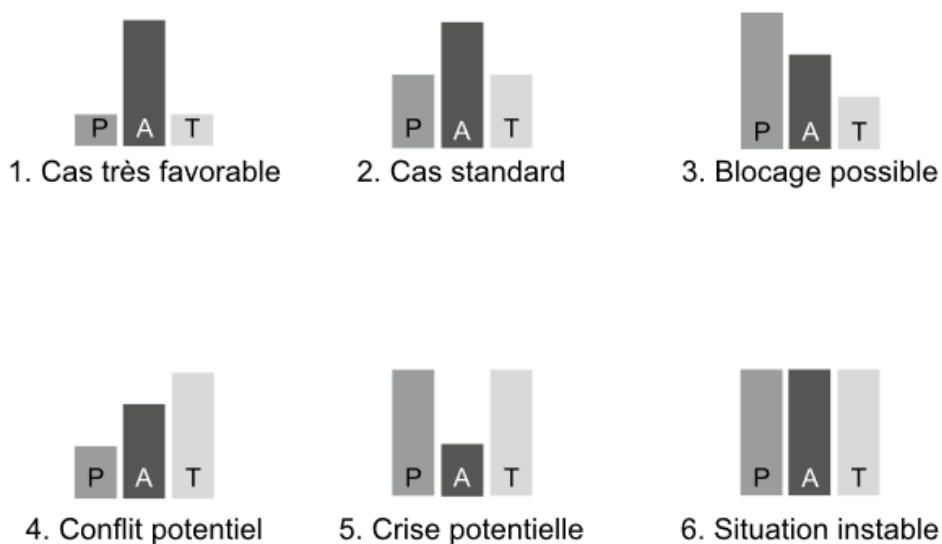 P A T
1. Cas très favorable
P A T
2. Cas standard
P A T
3. Blocage possible
P A T
4. Conflit potentiel
P A T
5. Crise potentielle
P A T
6. Situation instable